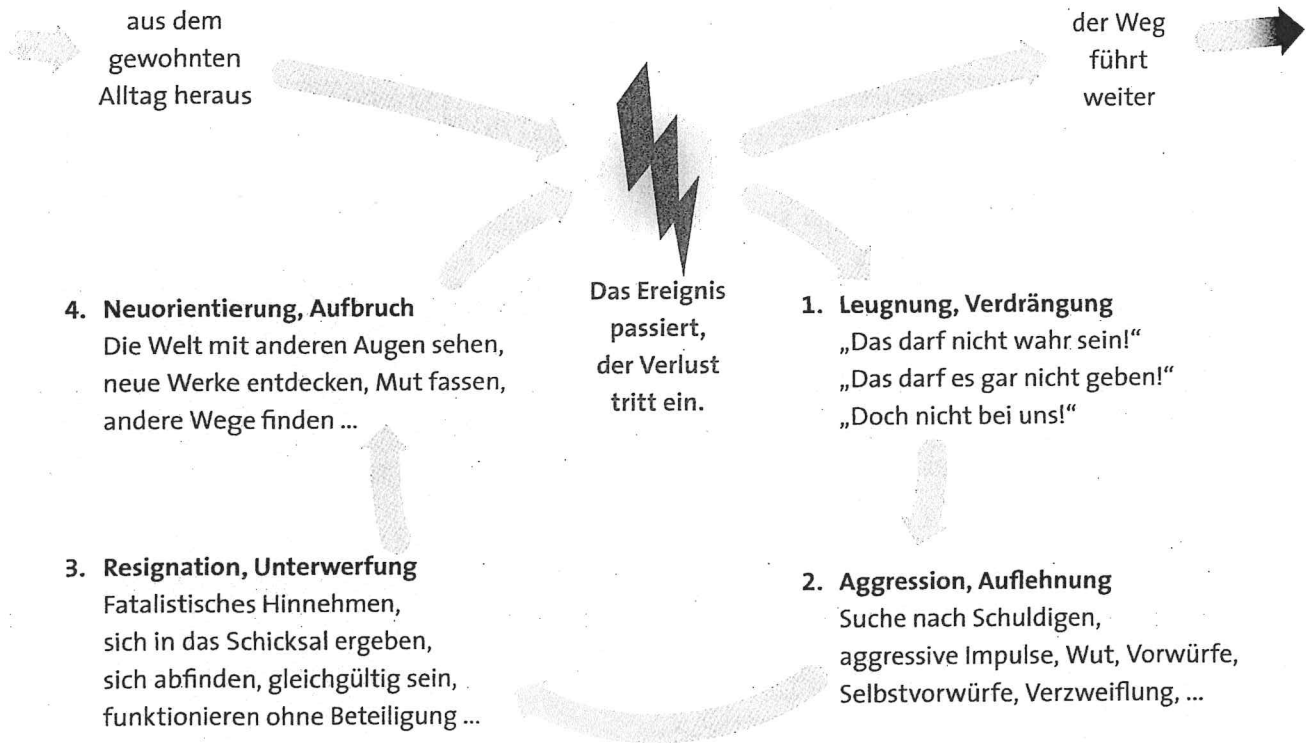 aus dem
gewohnten
Alltag heraus
der Weg
führt
weiter
Das Ereignis
passiert,
der Verlust
tritt ein.
1. Leugnung, Verdrängung
„Das darf nicht wahr sein!“
„Das darf es gar nicht geben!“
„Doch nicht bei uns!“
2. Aggression, Auflehnung
Suche nach Schuldigen,
aggressive Impulse, Wut, Vorwürfe,
Selbstvorwürfe, Verzweiflung, ...
3. Resignation, Unterwerfung
Fatalistisches Hinnehmen,
sich in das Schicksal ergeben,
sich abfinden, gleichgültig sein,
funktionieren ohne Beteiligung ...
4. Neuorientierung, Aufbruch
Die Welt mit anderen Augen sehen,
neue Werke entdecken, Mut fassen,
andere Wege finden ...